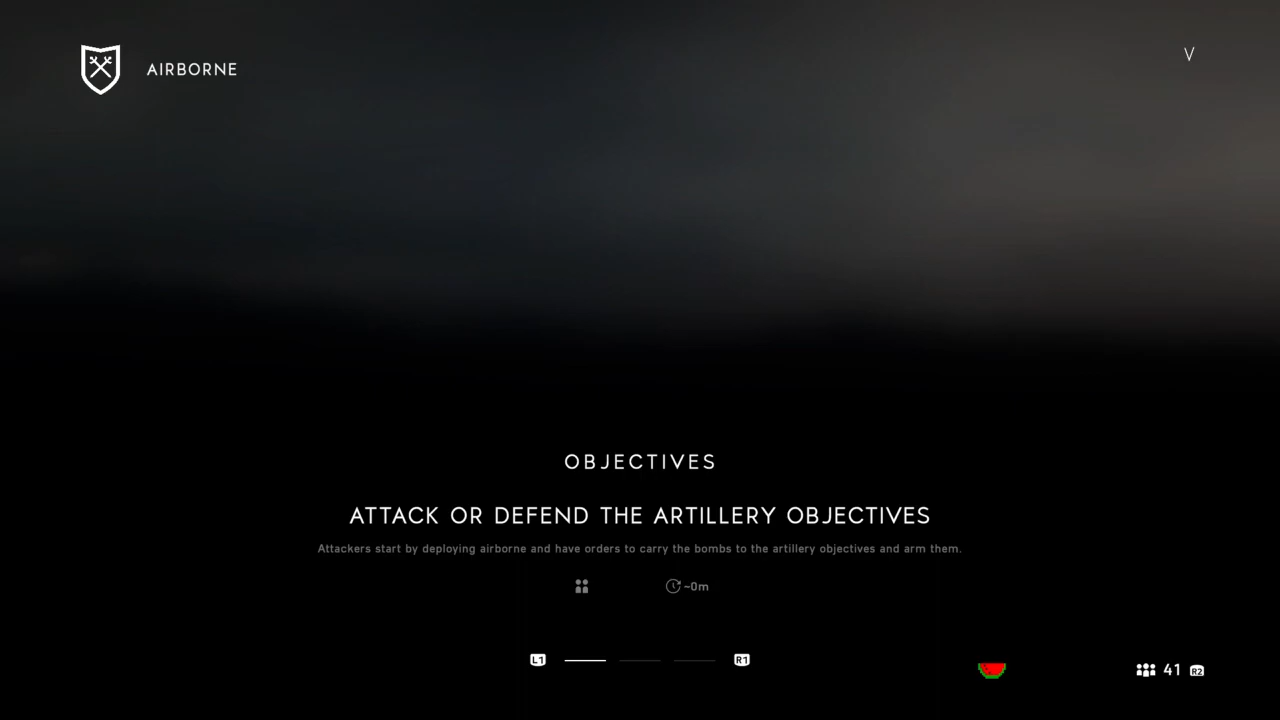 AIRBORNE
V
OBJECTIVES
ATTACK OR DEFEND THE ARTILLERY OBJECTIVES
Attackers start by deploying airborne and have orders to carry the bombs to the artillery objectives and arm them.
~0m
L1 R1
41 R2